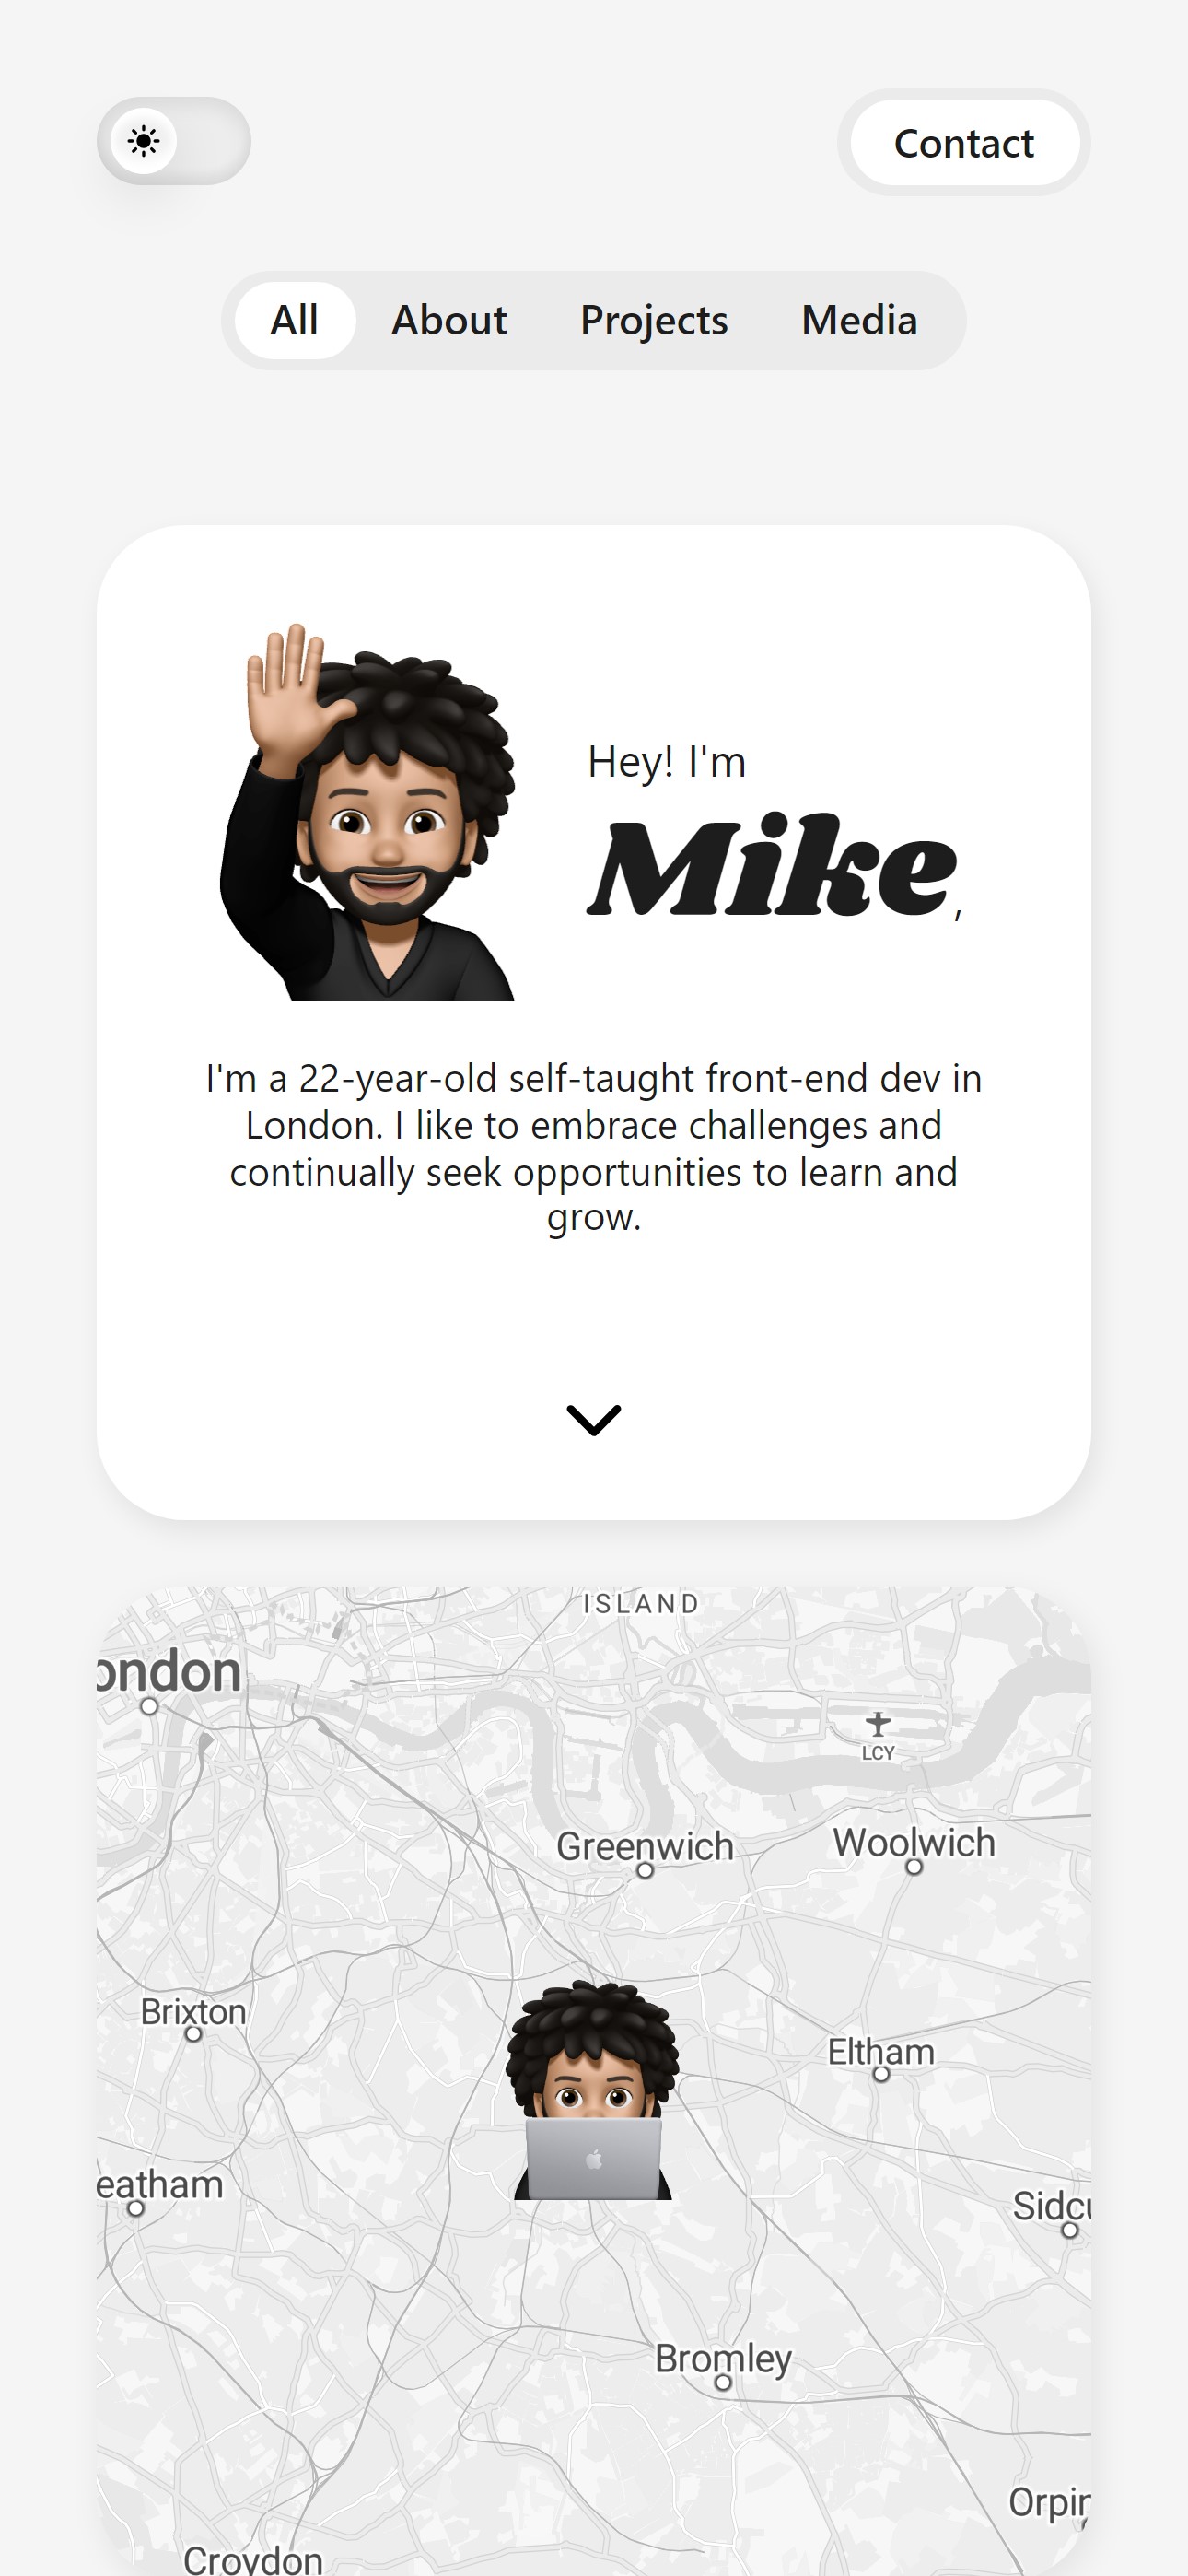 Contact
All About Projects Media
Hey! I'm
Mike,
I'm a 22-year-old self-taught front-end dev in
London. I like to embrace challenges and
continually seek opportunities to learn and
grow.
ISLAND
ondon
LCY
Greenwich
Woolwich
Brixton
Eltham
eatham
Sidcu
Bromley
Orpin
Croydon